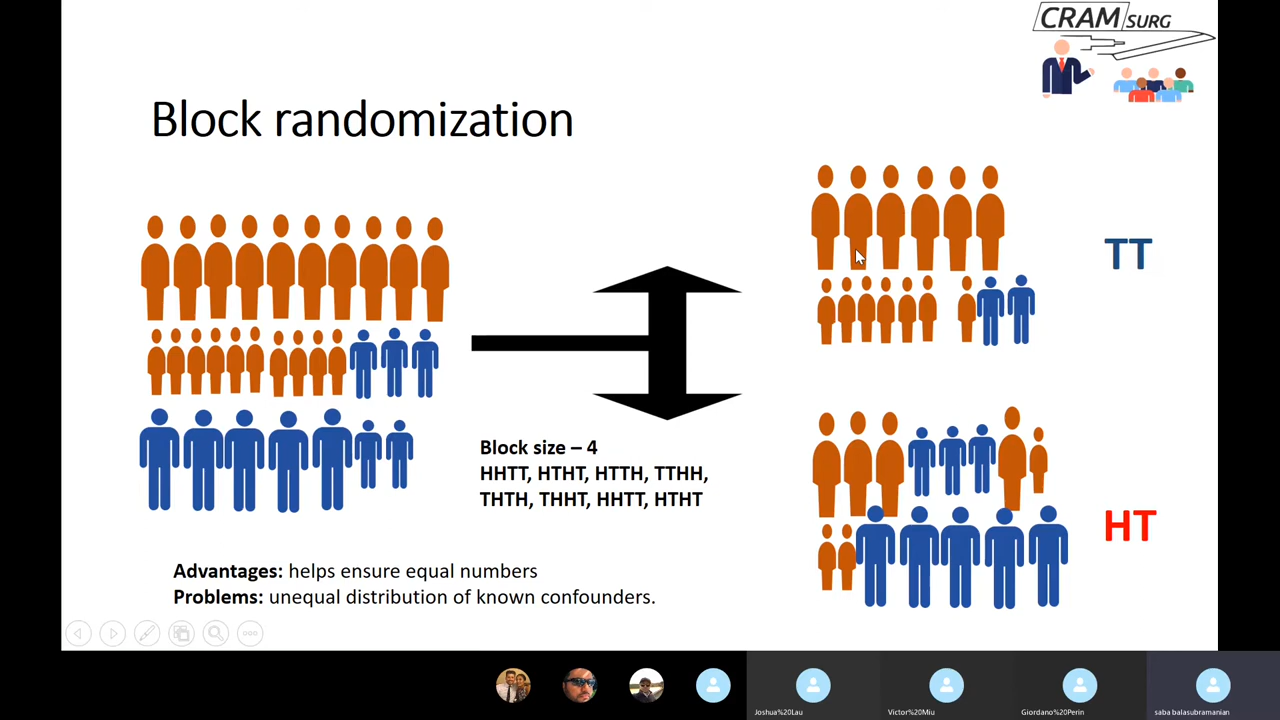 CRAM SURG
Block randomization
TT
Block size – 4
HHTT, HTHT, HTTH, TTHH,
THTH, THHT, HHTT, HTHT
HT
Advantages: helps ensure equal numbers
Problems: unequal distribution of known confounders.
Joshua%20Lau
Victor%20Miu
Giordano%20Perin
saba balasubramanian